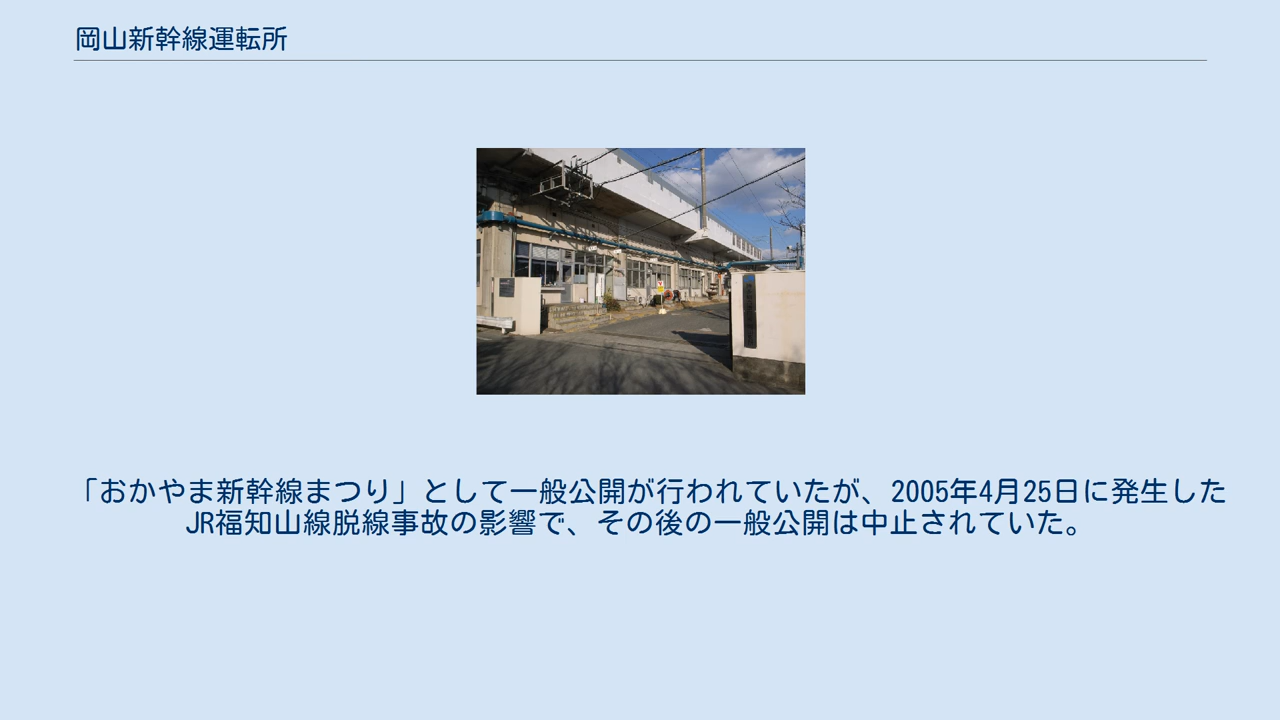 岡山新幹線運転所
「おかやま新幹線まつり」として一般公開が行われていたが、2005年4月25日に発生した
JR福知山線脱線事故の影響で、その後の一般公開は中止されていた。